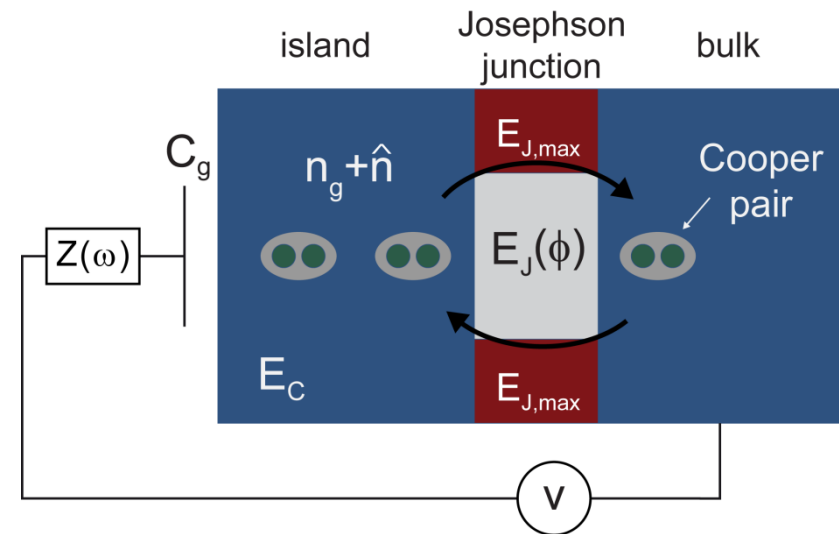 island
Josephson
junction
bulk
E_J,max
C_g
n_g+n̂
Cooper
pair
Z(ω)
E_J(ϕ)
E_C
E_J,max
V